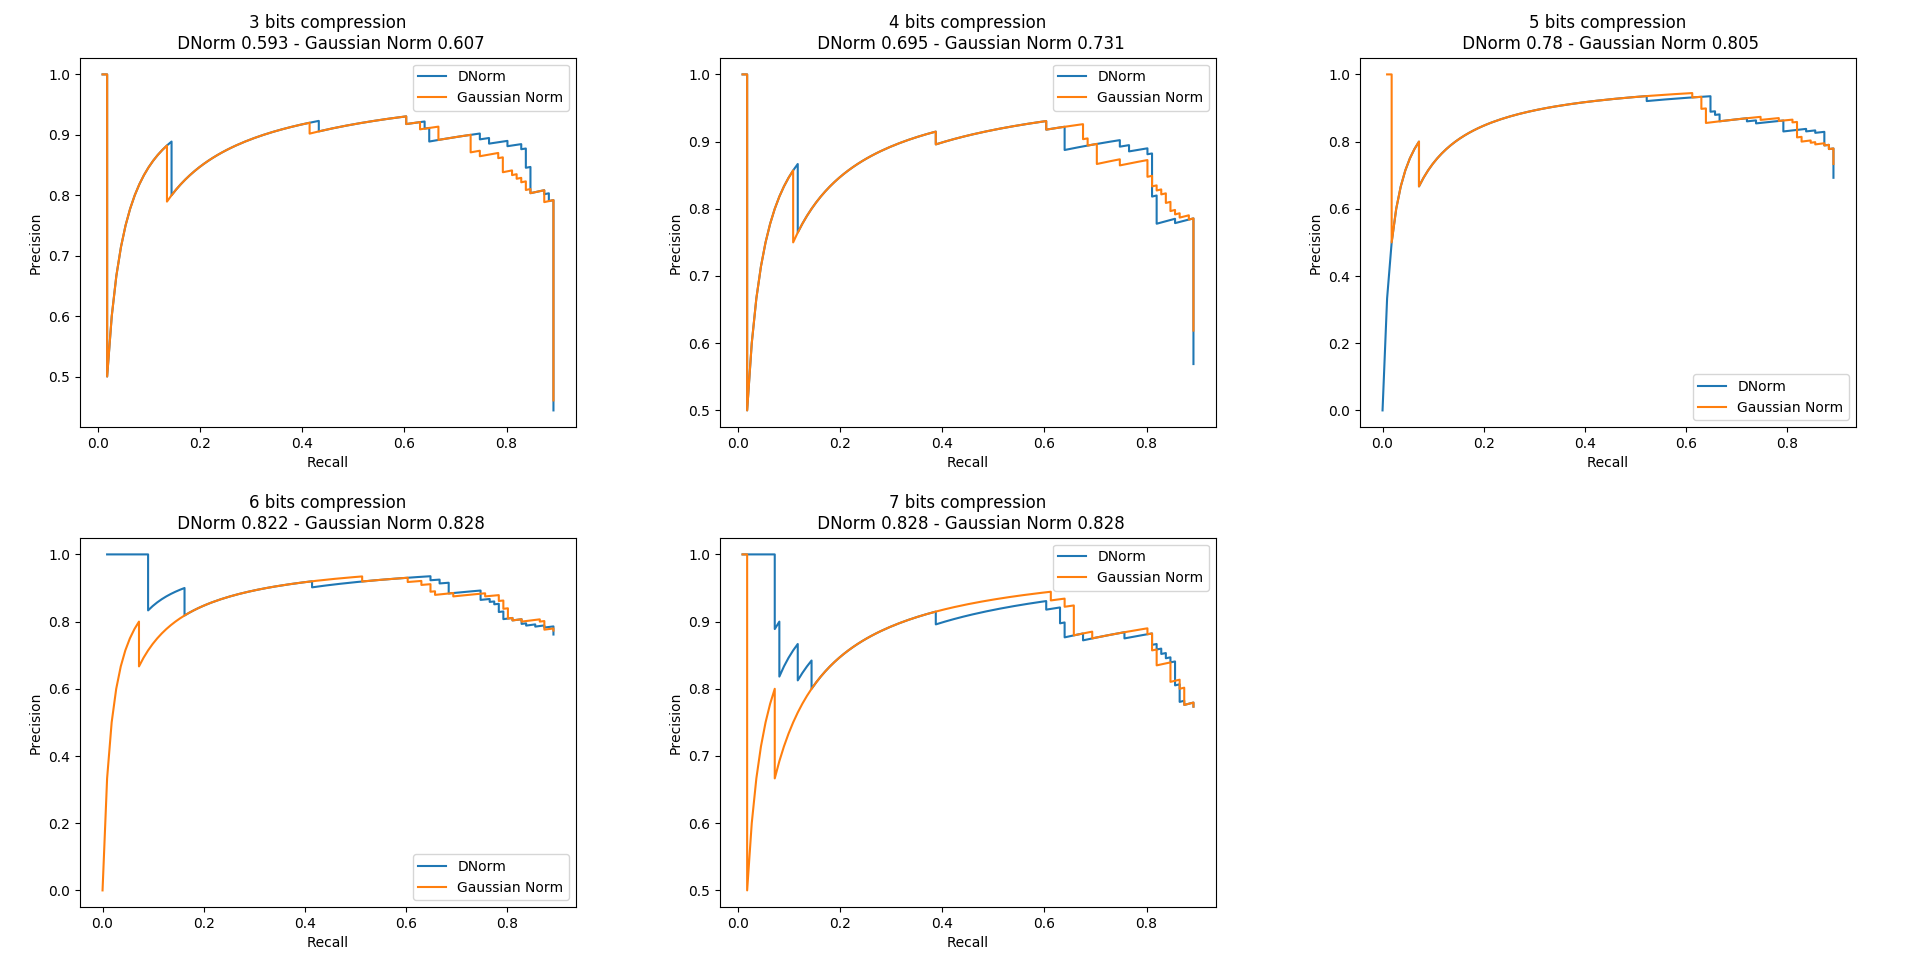 3 bits compression
DNorm 0.593 - Gaussian Norm 0.607
1.0
0.9
0.8
0.7
0.6
0.5
Precision
0.0 0.2 0.4 0.6 0.8
Recall
DNorm
Gaussian Norm
4 bits compression
DNorm 0.695 - Gaussian Norm 0.731
1.0
0.9
0.8
0.7
0.6
0.5
Precision
0.0 0.2 0.4 0.6 0.8
Recall
DNorm
Gaussian Norm
5 bits compression
DNorm 0.78 - Gaussian Norm 0.805
1.0
0.8
0.6
0.4
0.2
0.0
Precision
0.0 0.2 0.4 0.6 0.8
Recall
DNorm
Gaussian Norm
6 bits compression
DNorm 0.822 - Gaussian Norm 0.828
1.0
0.8
0.6
0.4
0.2
0.0
Precision
0.0 0.2 0.4 0.6 0.8
Recall
DNorm
Gaussian Norm
7 bits compression
DNorm 0.828 - Gaussian Norm 0.828
1.0
0.9
0.8
0.7
0.6
0.5
Precision
0.0 0.2 0.4 0.6 0.8
Recall
DNorm
Gaussian Norm